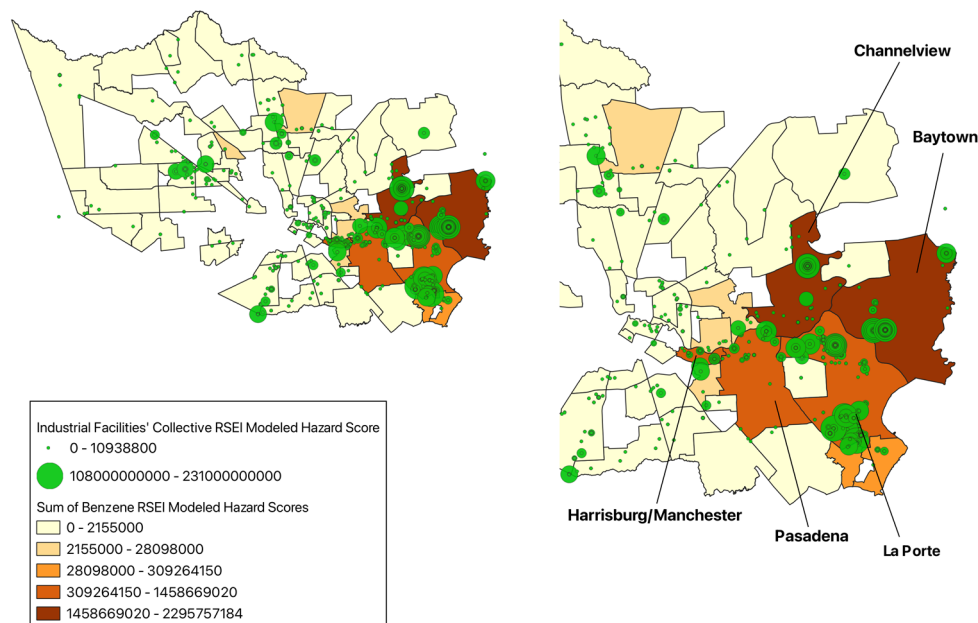 Channelview
Baytown
Harrisburg/Manchester
Pasadena
La Porte
Industrial Facilities' Collective RSEI Modeled Hazard Score
0 - 10938800
108000000000 - 231000000000
Sum of Benzene RSEI Modeled Hazard Scores
0 - 2155000
2155000 - 28098000
28098000 - 309264150
309264150 - 1458669020
1458669020 - 2295757184